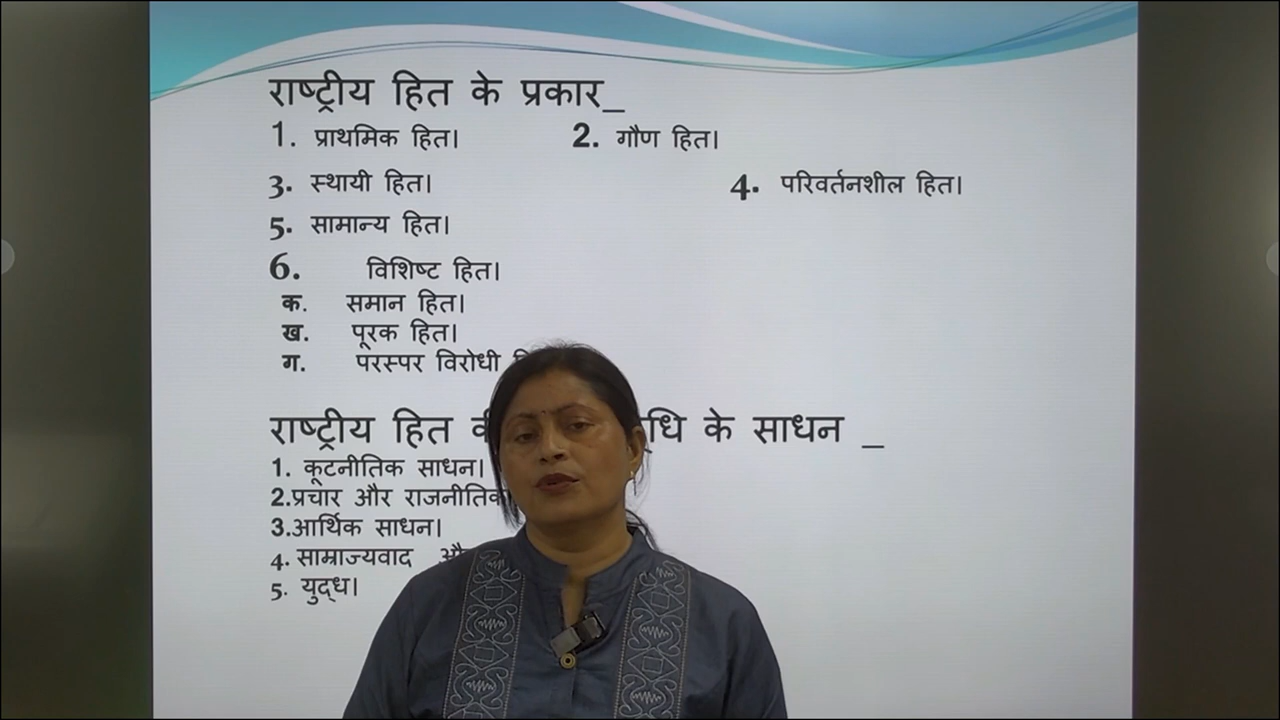 राष्ट्रीय हित के प्रकार_
1. प्राथमिक हित। 2. गौण हित।
3. स्थायी हित। 4. परिवर्तनशील हित।
5. सामान्य हित।
6. विशिष्ट हित।
क. समान हित।
ख. पूरक हित।
ग. परस्पर विरोधी
राष्ट्रीय हित के साधन _
1. कूटनीतिक साधन।
2.प्रचार और राजनीतिक
3.आर्थिक साधन।
4. साम्राज्यवाद
5. युद्ध।